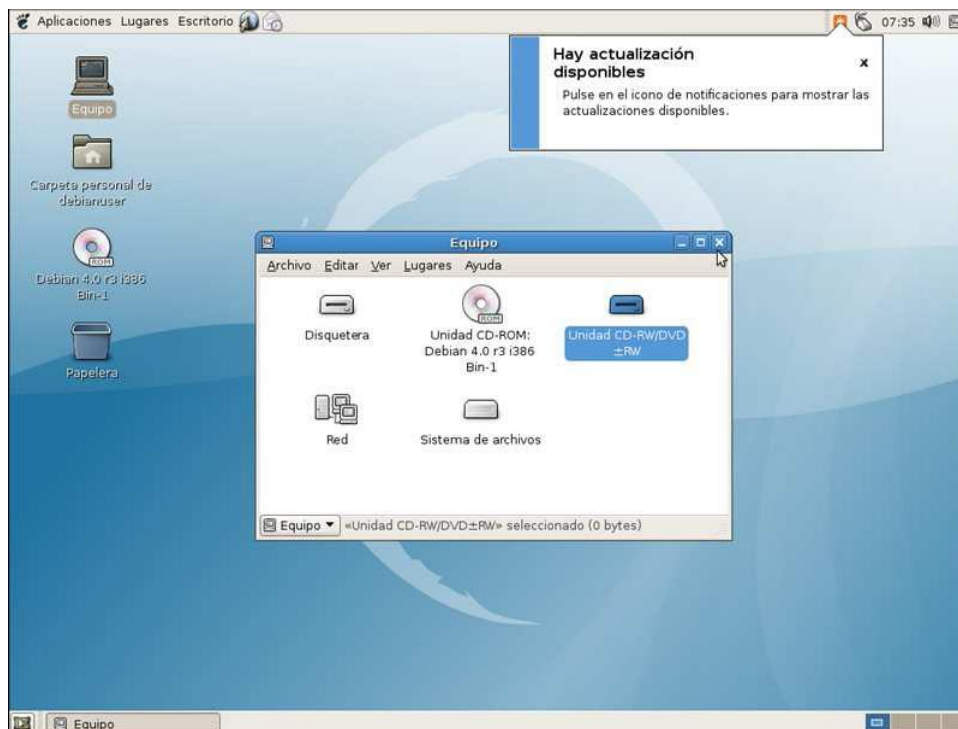 Aplicaciones Lugares Escritorio
07:35
Hay actualización
disponibles
x
Pulse en el icono de notificaciones para mostrar las
actualizaciones disponibles.
Equipo
Carpeta personal de
debianuser
ROM
Debian 4.0 r3 i386
Bin-1
Papelera
Equipo
Archivo Editar Ver Lugares Ayuda
Disquetera
ROM
Unidad CD-ROM:
Debian 4.0 r3 i386
Bin-1
Unidad CD-RW/DVD
±RW
Red
Sistema de archivos
Equipo «Unidad CD-RW/DVD±RW» seleccionado (0 bytes)
Equipo